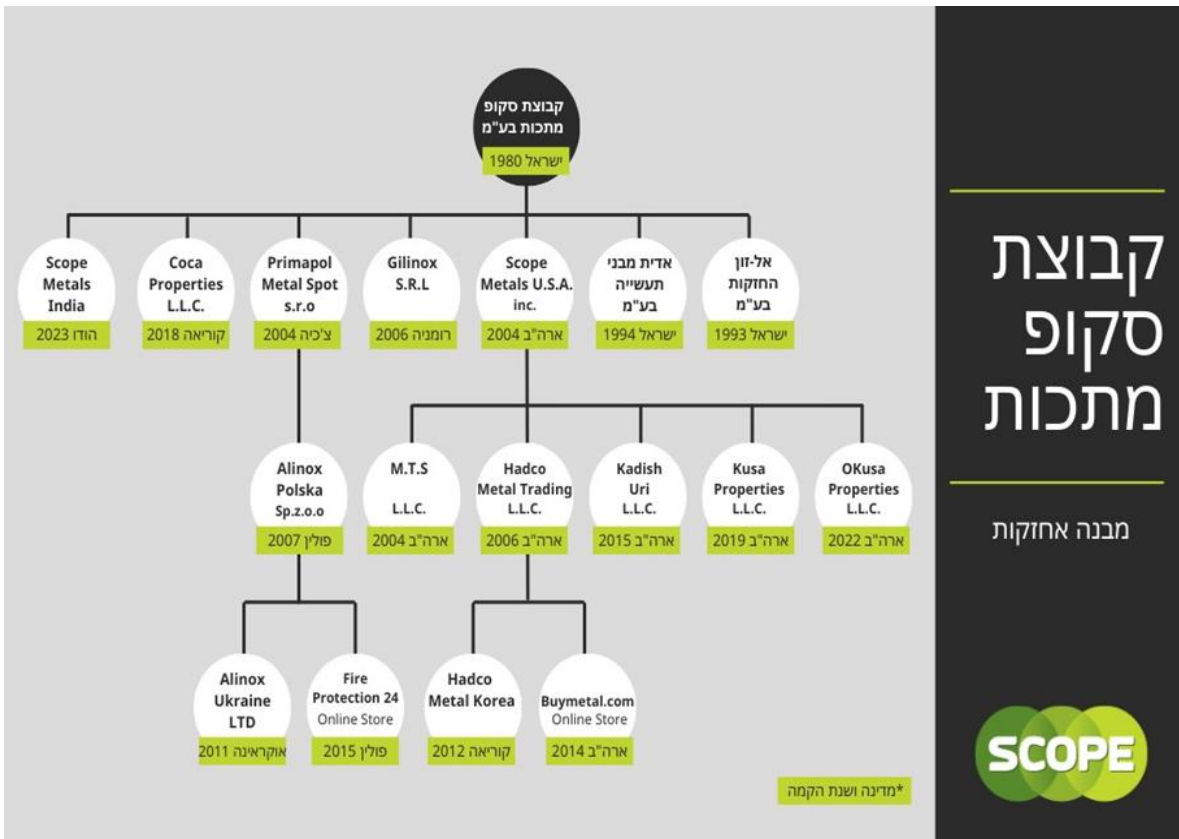 קבוצת
סקופ
מתכות
מבנה אחזקות
SCOPE
קבוצת סקופ
מתכות בע"מ
ישראל 1980
אל-זון
החזקות
בע"מ
ישראל 1993
אדית מבני
תעשייה
בע"מ
ישראל 1994
Scope
Metals U.S.A.
inc.
ארה"ב 2004
Gilinox
S.R.L
רומניה 2006
Primapol
Metal Spot
s.r.o
צ'כיה 2004
Coca
Properties
L.L.C.
קוריאה 2018
Scope
Metals
India
הודו 2023
OKusa
Properties
L.L.C.
ארה"ב 2022
Kusa
Properties
L.L.C.
ארה"ב 2019
Kadish
Uri
L.L.C.
ארה"ב 2015
Hadco
Metal Trading
L.L.C.
ארה"ב 2006
M.T.S
L.L.C.
ארה"ב 2004
Alinox
Polska
Sp.z.o.o
פולין 2007
Buymetal.com
Online Store
ארה"ב 2014
Hadco
Metal Korea
קוריאה 2012
Fire
Protection 24
Online Store
פולין 2015
Alinox
Ukraine
LTD
אוקראינה 2011
*מדינה ושנת הקמה